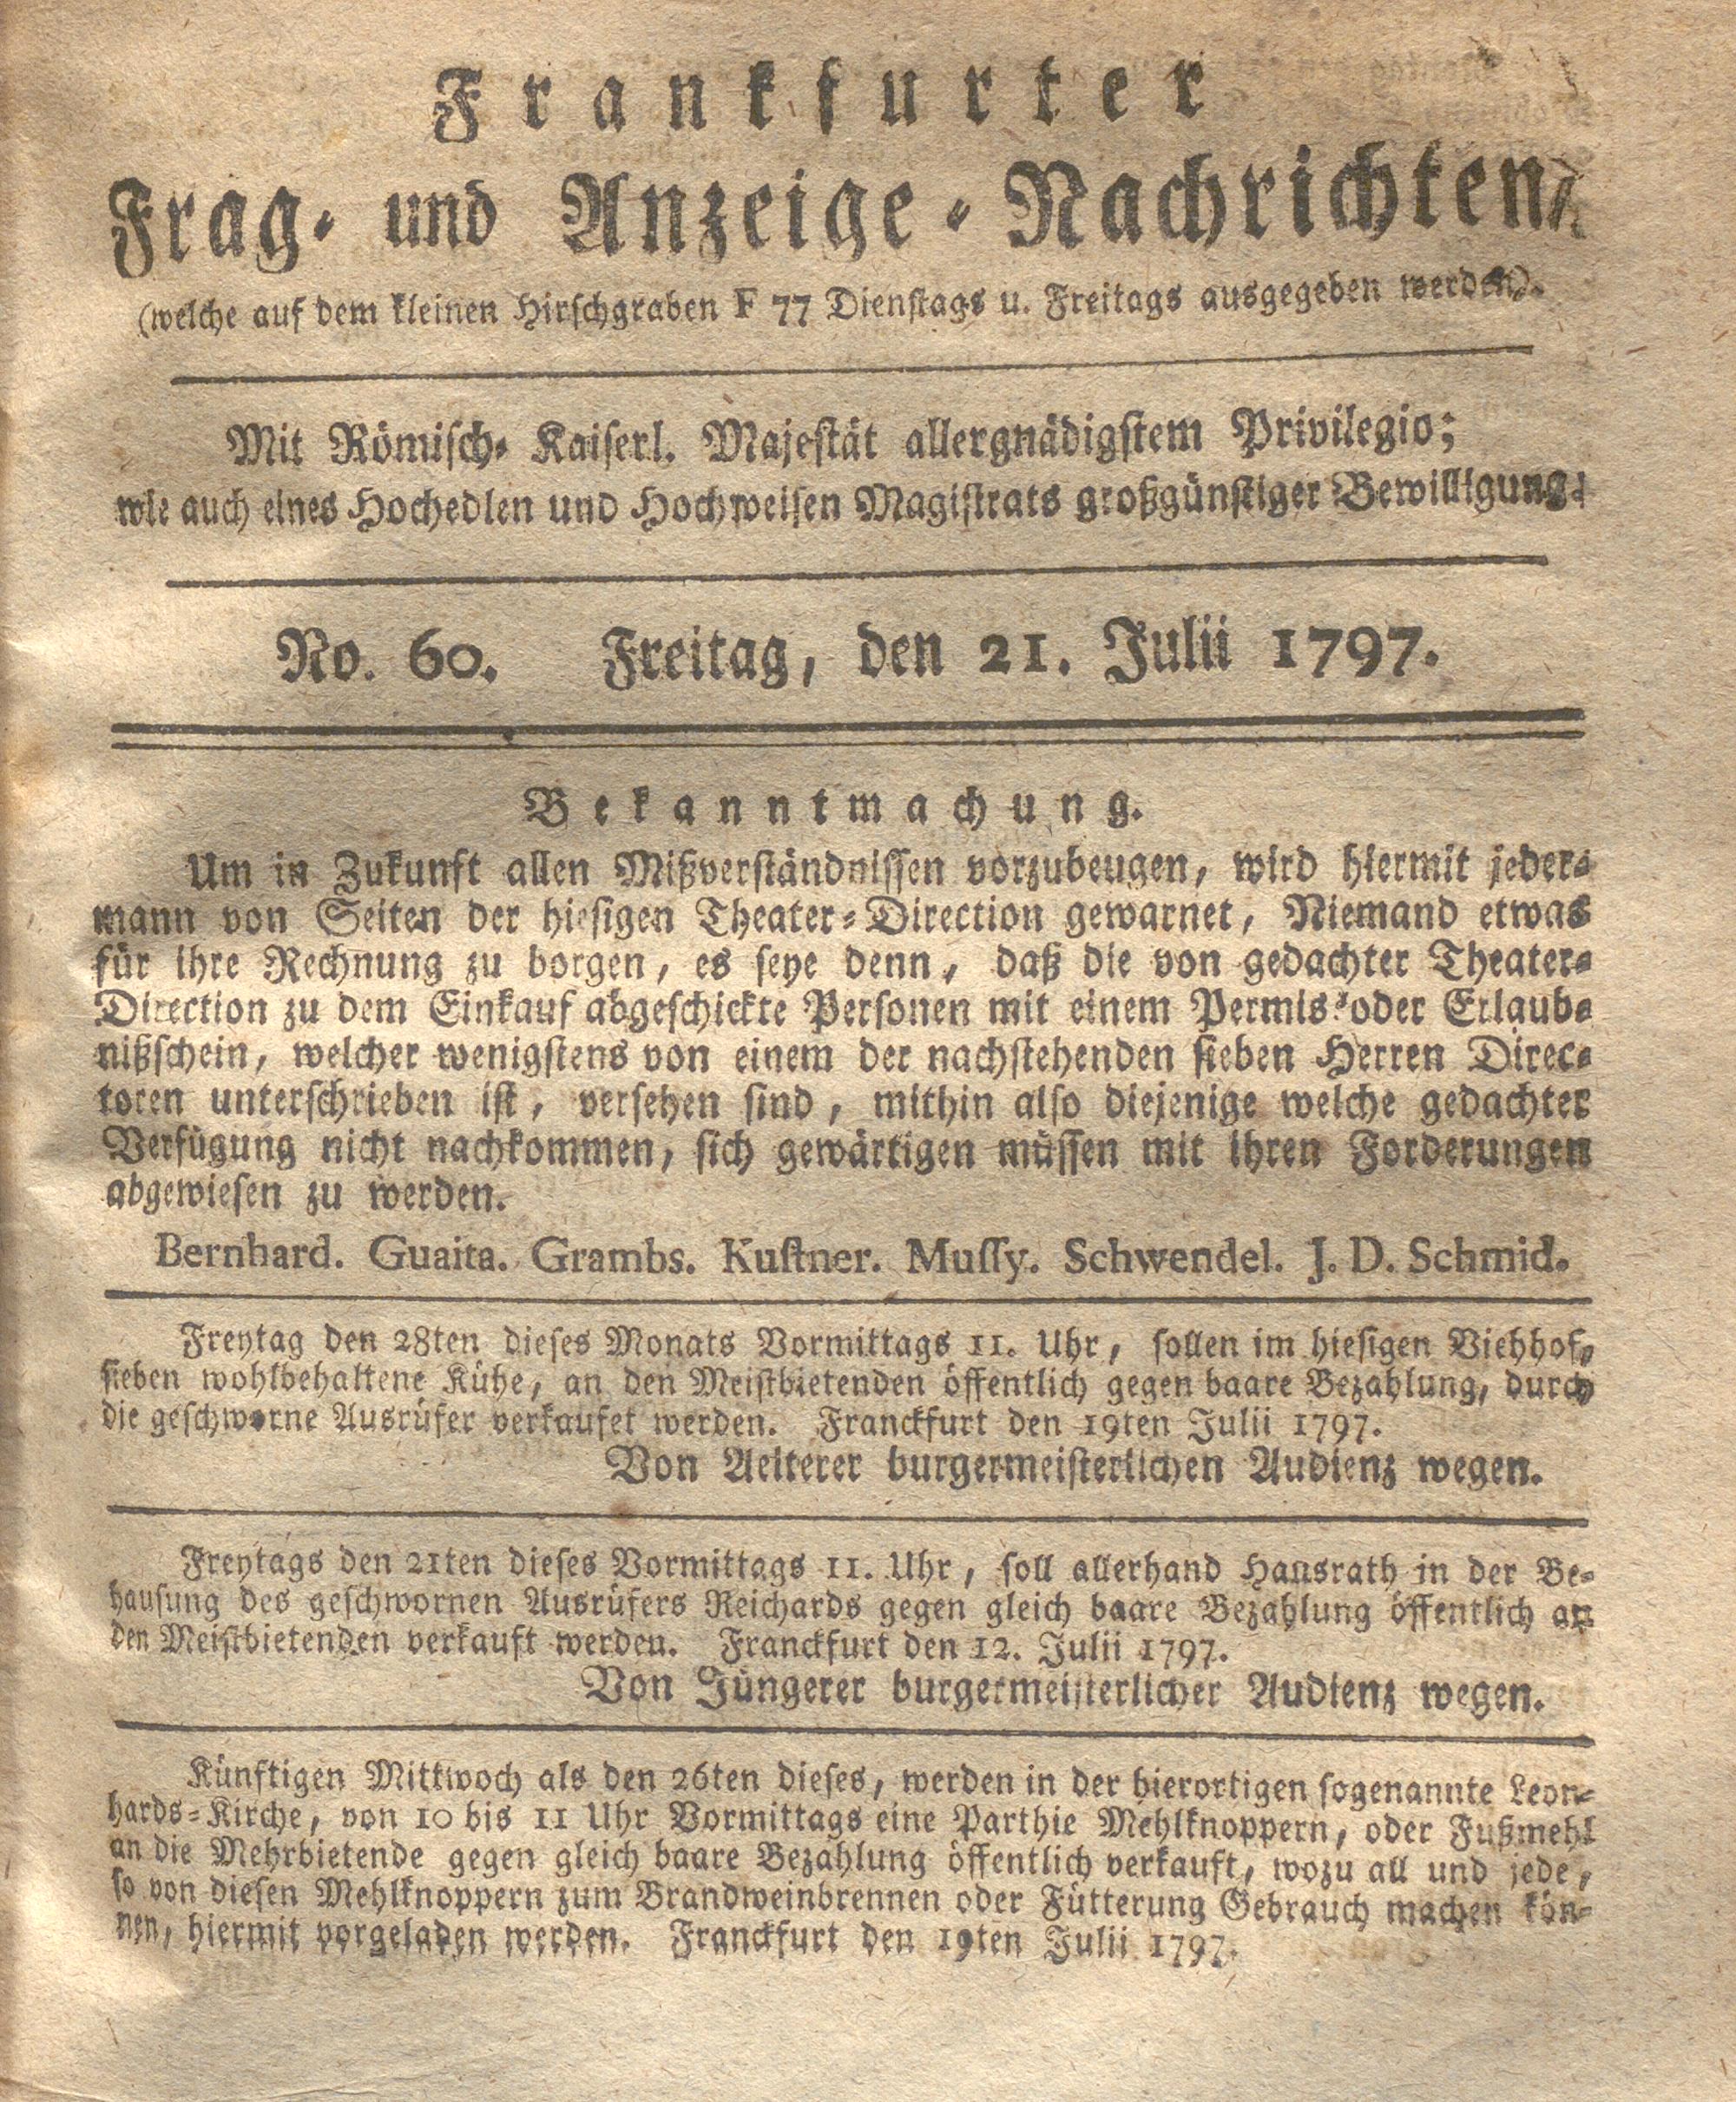 Frankfurter
Frag- und Anzeige-Nachrichten,
(welche auf dem kleinen Hirschgraben F 77 Dienstags u. Freitags ausgegeben werden).
Mit Römisch-Kaiserl. Majestät allergnädigstem Privilegio;
wie auch eines Hochedlen und Hochweisen Magistrats großgünstiger Bewilligung.
No. 60. Freitag, den 21. Julii 1797.
Bekanntmachung.
Um in Zukunft allen Mißverständnissen vorzubeugen, wird hiermit jeder-
mann von Seiten der hiesigen Theater-Direction gewarnet, Niemand etwas
für ihre Rechnung zu borgen, es seye denn, daß die von gedachter Theater-
Direction zu dem Einkauf abgeschickte Personen mit einem Permis- oder Erlaub-
nißschein, welcher wenigstens von einem der nachstehenden sieben Herren Direc-
toren unterschrieben ist, versehen sind, mithin also diejenige welche gedachter
Verfügung nicht nachkommen, sich gewärtigen müssen mit ihren Forderungen
abgewiesen zu werden.
Bernhard. Guaita. Grambs. Kuſtner. Muſſy. Schwendel. J. D. Schmid.
Freytag den 28ten dieses Monats Vormittags 11. Uhr, sollen im hiesigen Viehhof,
sieben wohlbehaltene Kühe, an den Meistbietenden öffentlich gegen baare Bezahlung, durch
die geschworne Ausrüfer verkaufet werden. Franckfurt den 19ten Julii 1797.
Von Aelterer burgermeisterlichen Audienz wegen.
Freytags den 21ten dieses Vormittags 11. Uhr, soll allerhand Hausrath in der Be-
hausung des geschwornen Ausrüfers Reichards gegen gleich baare Bezahlung öffentlich an
den Meistbietenden verkauft werden. Franckfurt den 12. Julii 1797.
Von Jüngerer burgermeisterlicher Audienz wegen.
Künftigen Mittwoch als den 26ten dieses, werden in der hierortigen sogenannte Leon-
hards-Kirche, von 10 bis 11 Uhr Vormittags eine Parthie Mehlknoppern, oder Fußmehl
an die Mehrbietende gegen gleich baare Bezahlung öffentlich verkauft, wozu all und jede,
so von diesen Mehlknoppern zum Brandweinbrennen oder Fütterung Gebrauch machen kön-
nen, hiermit vorgeladen werden. Franckfurt den 19ten Julii 1797.